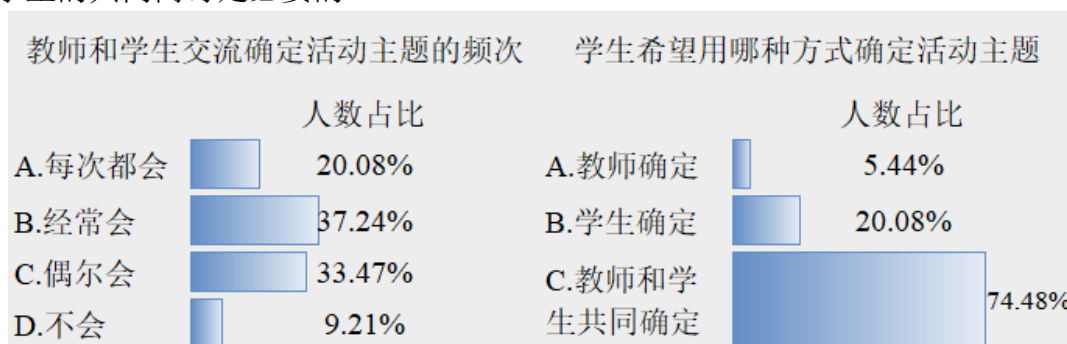 教师和学生交流确定活动主题的频次
人数占比
A.每次都会 20.08%
B.经常会 37.24%
C.偶尔会 33.47%
D.不会 9.21%
学生希望用哪种方式确定活动主题
人数占比
A.教师确定 5.44%
B.学生确定 20.08%
C.教师和学
生共同确定 74.48%